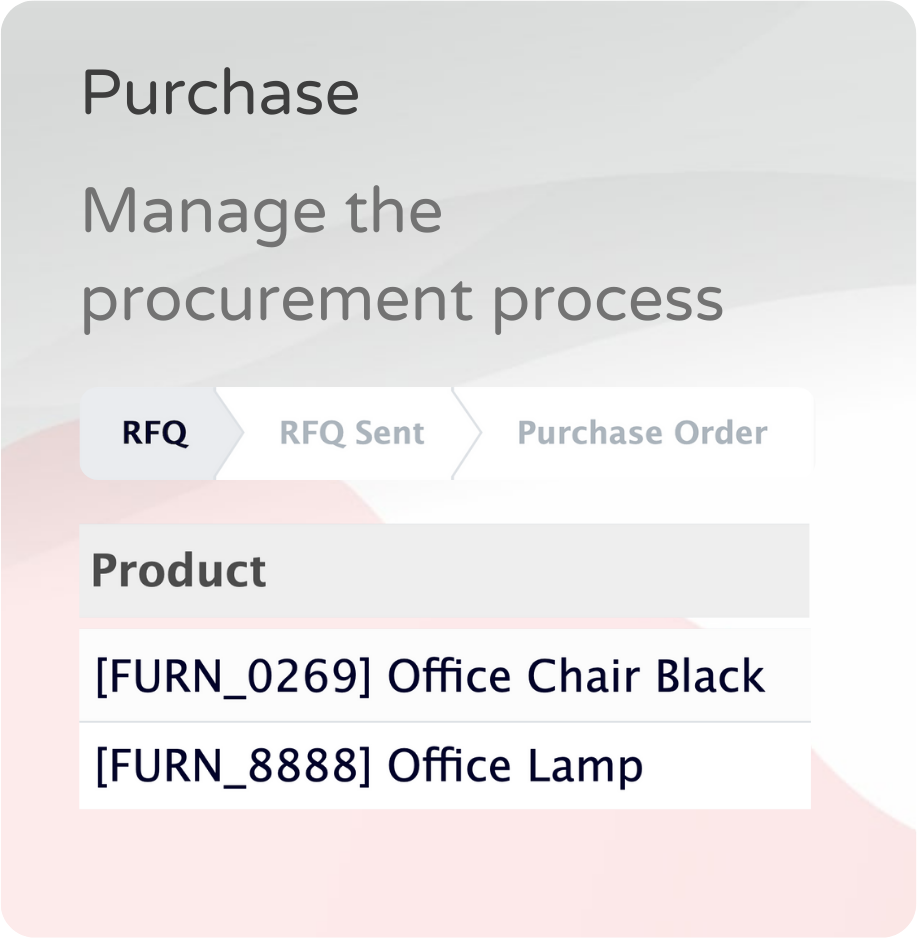 Purchase
Manage the
procurement process
RFQ
RFQ Sent
Purchase Order
Product
[FURN_0269] Office Chair Black
[FURN_8888] Office Lamp